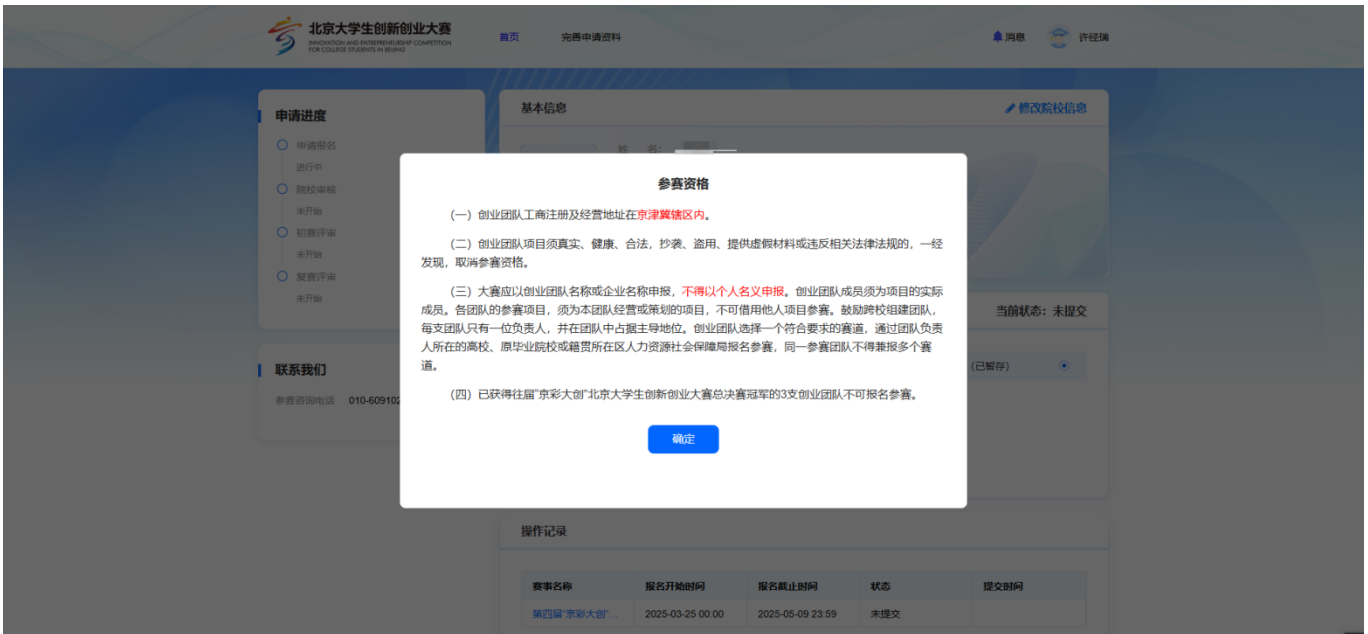 北京大学生创新创业大赛
INNOVATION AND ENTREPRENEURSHIP COMPETITION
FOR COLLEGE STUDENTS IN BEIJING
首页
完善申请资料
消息
许经瑞
申请进度
申请报名
进行中
院校审核
未开始
初赛评审
未开始
复赛评审
未开始
联系我们
参赛咨询电话 010-609102
基本信息
修改院校信息
姓 名:
当前状态：未提交
(已暂存)
参赛资格
（一）创业团队工商注册及经营地址在京津冀辖区内。
（二）创业团队项目须真实、健康、合法，抄袭、盗用、提供虚假材料或违反相关法律法规的，一经
发现，取消参赛资格。
（三）大赛应以创业团队名称或企业名称申报，不得以个人名义申报。创业团队成员须为项目的实际
成员。各团队的参赛项目，须为本团队经营或策划的项目，不可借用他人项目参赛。鼓励跨校组建团队，
每支团队只有一位负责人，并在团队中占据主导地位。创业团队选择一个符合要求的赛道，通过团队负责
人所在的高校、原毕业院校或籍贯所在区人力资源社会保障局报名参赛，同一参赛团队不得兼报多个赛
道。
（四）已获得往届"京彩大创"北京大学生创新创业大赛总决赛冠军的3支创业团队不可报名参赛。
确定
操作记录
赛事名称 报名开始时间 报名截止时间 状态 提交时间
第四届"京彩大创"... 2025-03-25 00:00 2025-05-09 23:59 未提交